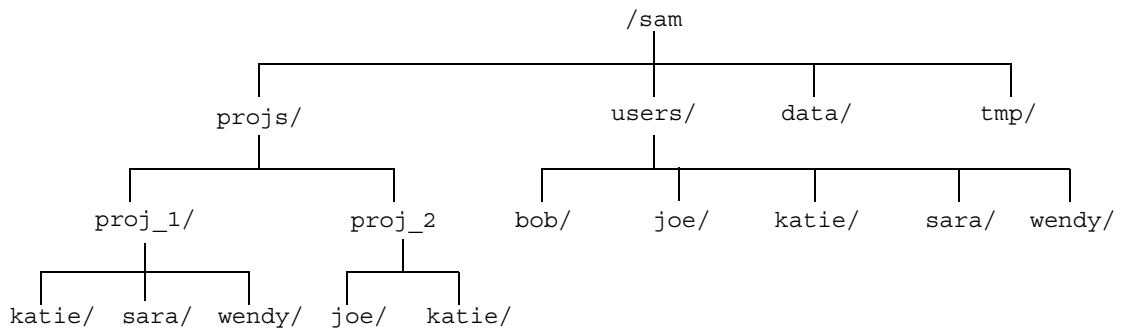 /sam
projs/ users/ data/ tmp/
proj_1/ proj_2 bob/ joe/ katie/ sara/ wendy/
katie/ sara/ wendy/ joe/ katie/